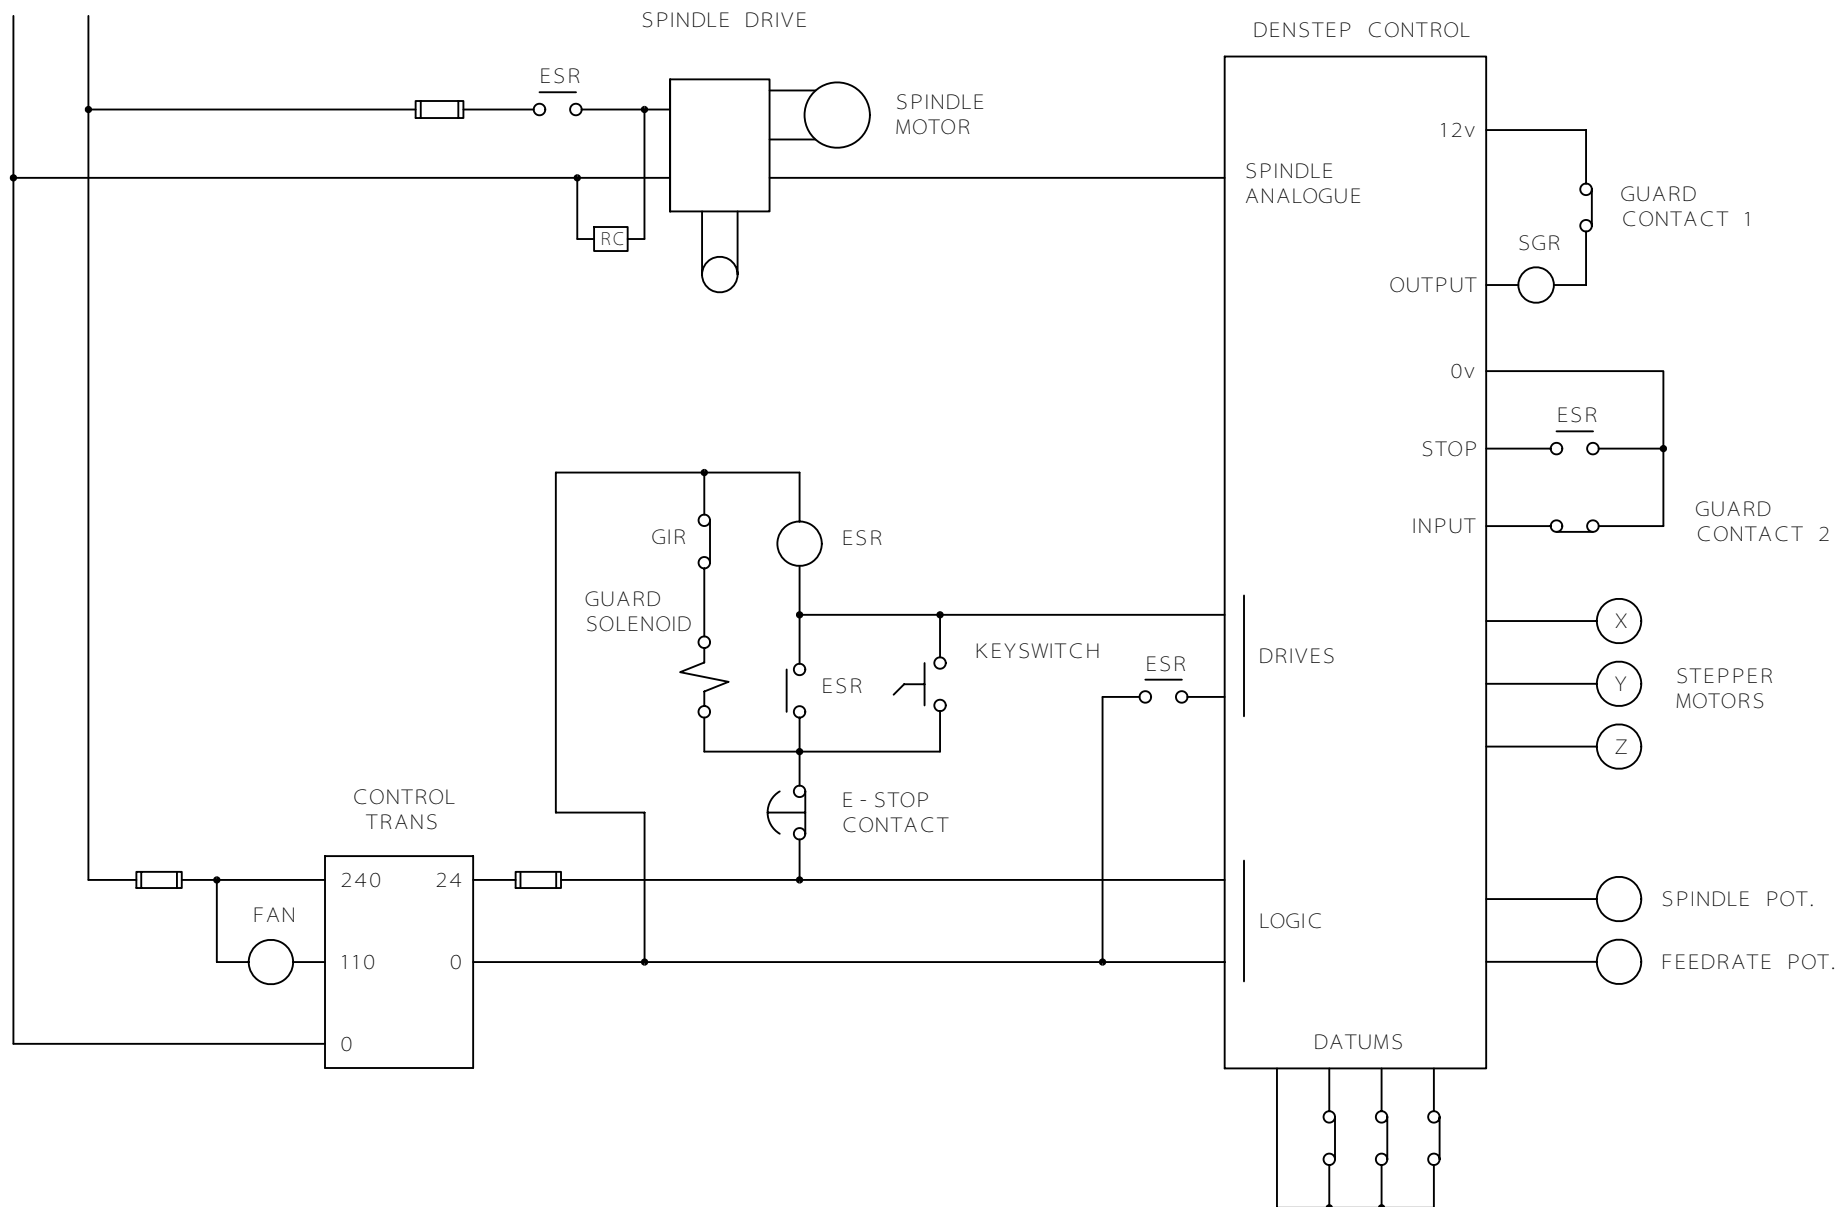 SPINDLE DRIVE
DENSTEP CONTROL
ESR
SPINDLE
MOTOR
12v
SPINDLE
ANALOGUE
GUARD
CONTACT 1
RC
SGR
OUTPUT
0v
ESR
STOP
GUARD
CONTACT 2
INPUT
GIR
ESR
GUARD
SOLENOID
KEYSWITCH
ESR
ESR
DRIVES
X
Y
Z
STEPPER
MOTORS
CONTROL
TRANS
E - STOP
CONTACT
240
24
FAN
110
0
0
LOGIC
SPINDLE POT.
FEEDRATE POT.
DATUMS